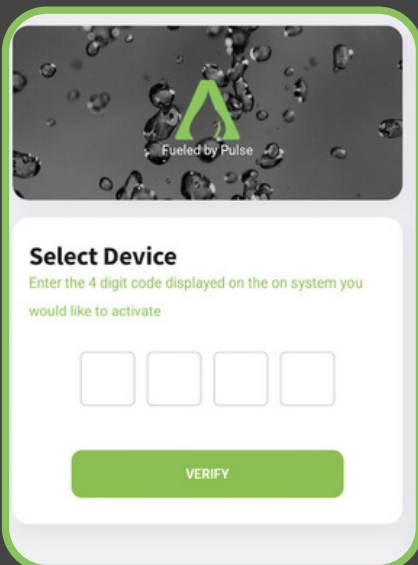 Fueled by Pulse
Select Device
Enter the 4 digit code displayed on the on system you
would like to activate
VERIFY